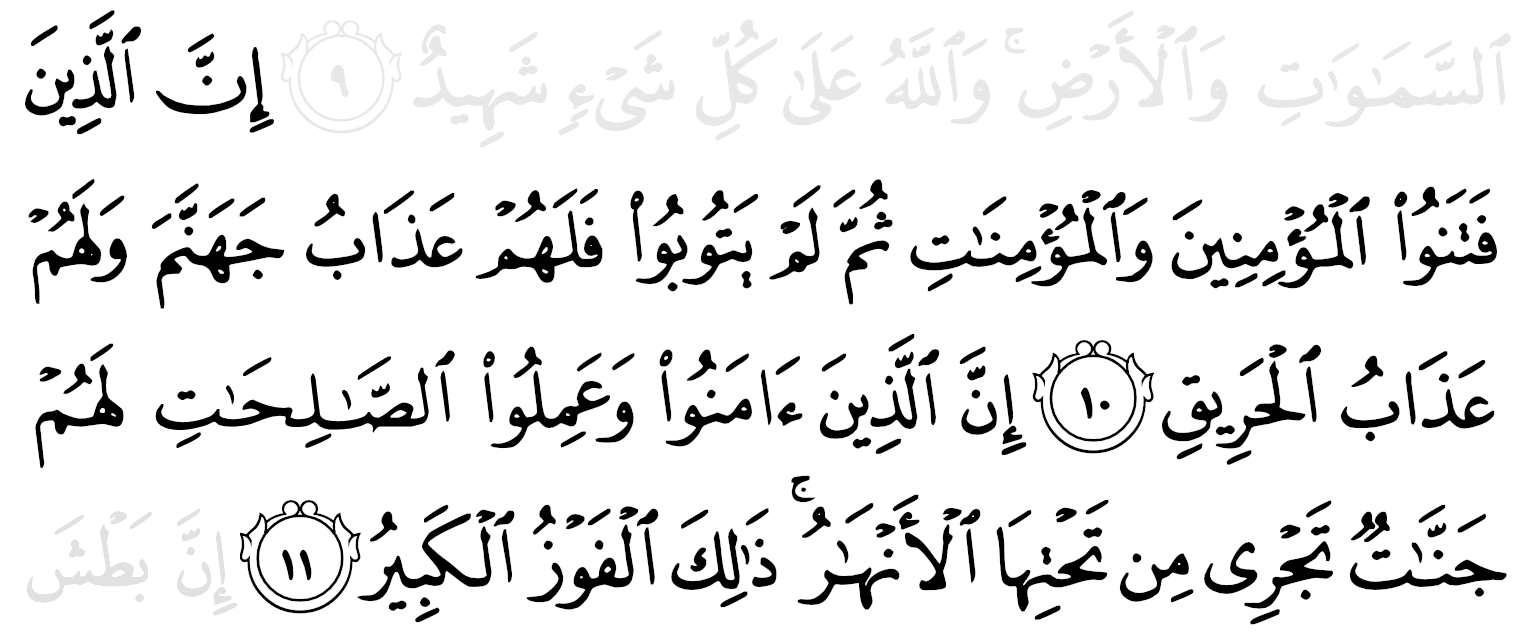 ٱلسَّمَـٰوَٰتِ وَٱلْأَرْضِ ۚ وَٱللَّهُ عَلَىٰ كُلِّ شَىْءٍ شَهِيدٌ ٩ إِنَّ ٱلَّذِينَ
فَتَنُوا۟ ٱلْمُؤْمِنِينَ وَٱلْمُؤْمِنَـٰتِ ثُمَّ لَمْ يَتُوبُوا۟ فَلَهُمْ عَذَابُ جَهَنَّمَ وَلَهُمْ
عَذَابُ ٱلْحَرِيقِ ١٠ إِنَّ ٱلَّذِينَ ءَامَنُوا۟ وَعَمِلُوا۟ ٱلصَّـٰلِحَـٰتِ لَهُمْ
جَنَّـٰتٌ تَجْرِى مِن تَحْتِهَا ٱلْأَنْهَـٰرُ ۚ ذَٰلِكَ ٱلْفَوْزُ ٱلْكَبِيرُ ١١ إِنَّ بَطْشَ